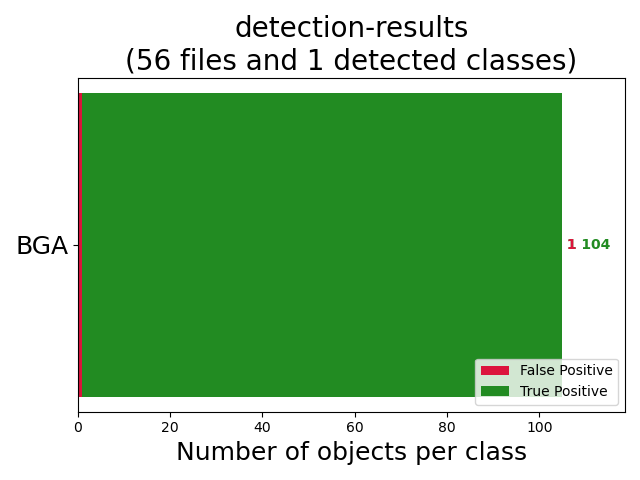 detection-results
(56 files and 1 detected classes)
BGA
1 104
False Positive
True Positive
0 20 40 60 80 100
Number of objects per class